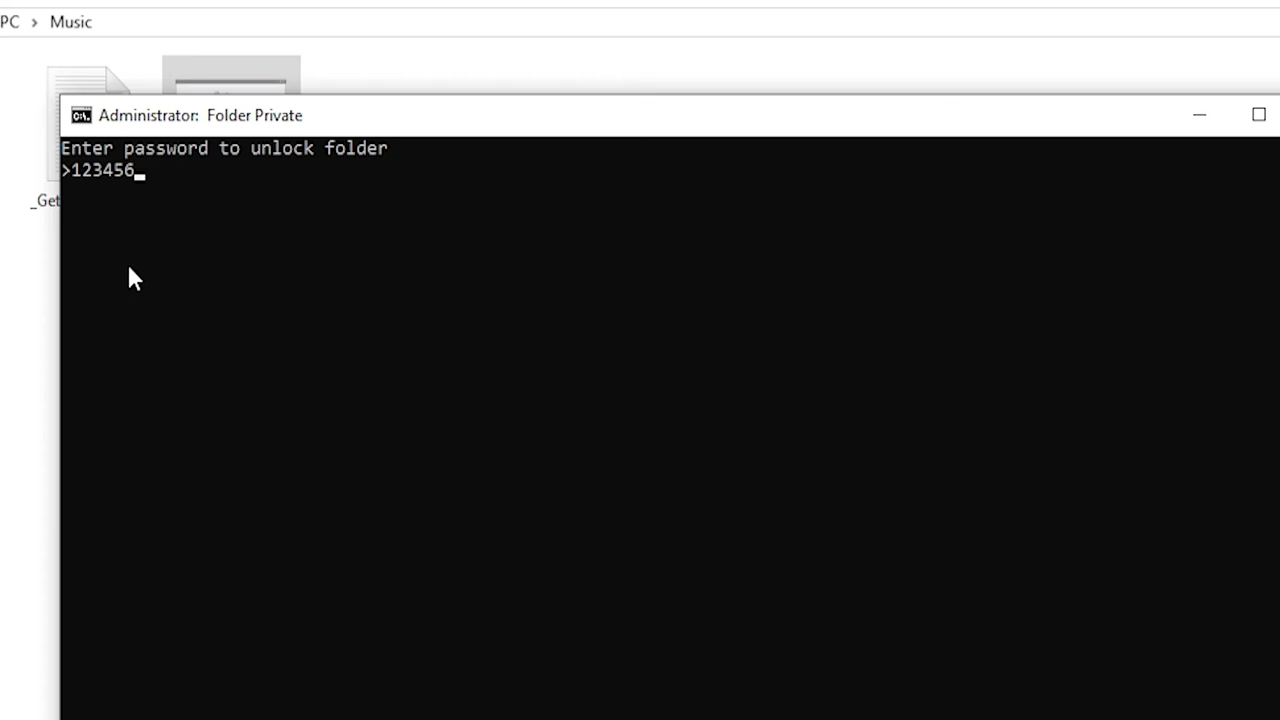 PC > Music
Administrator: Folder Private
Enter password to unlock folder
>123456
_Get